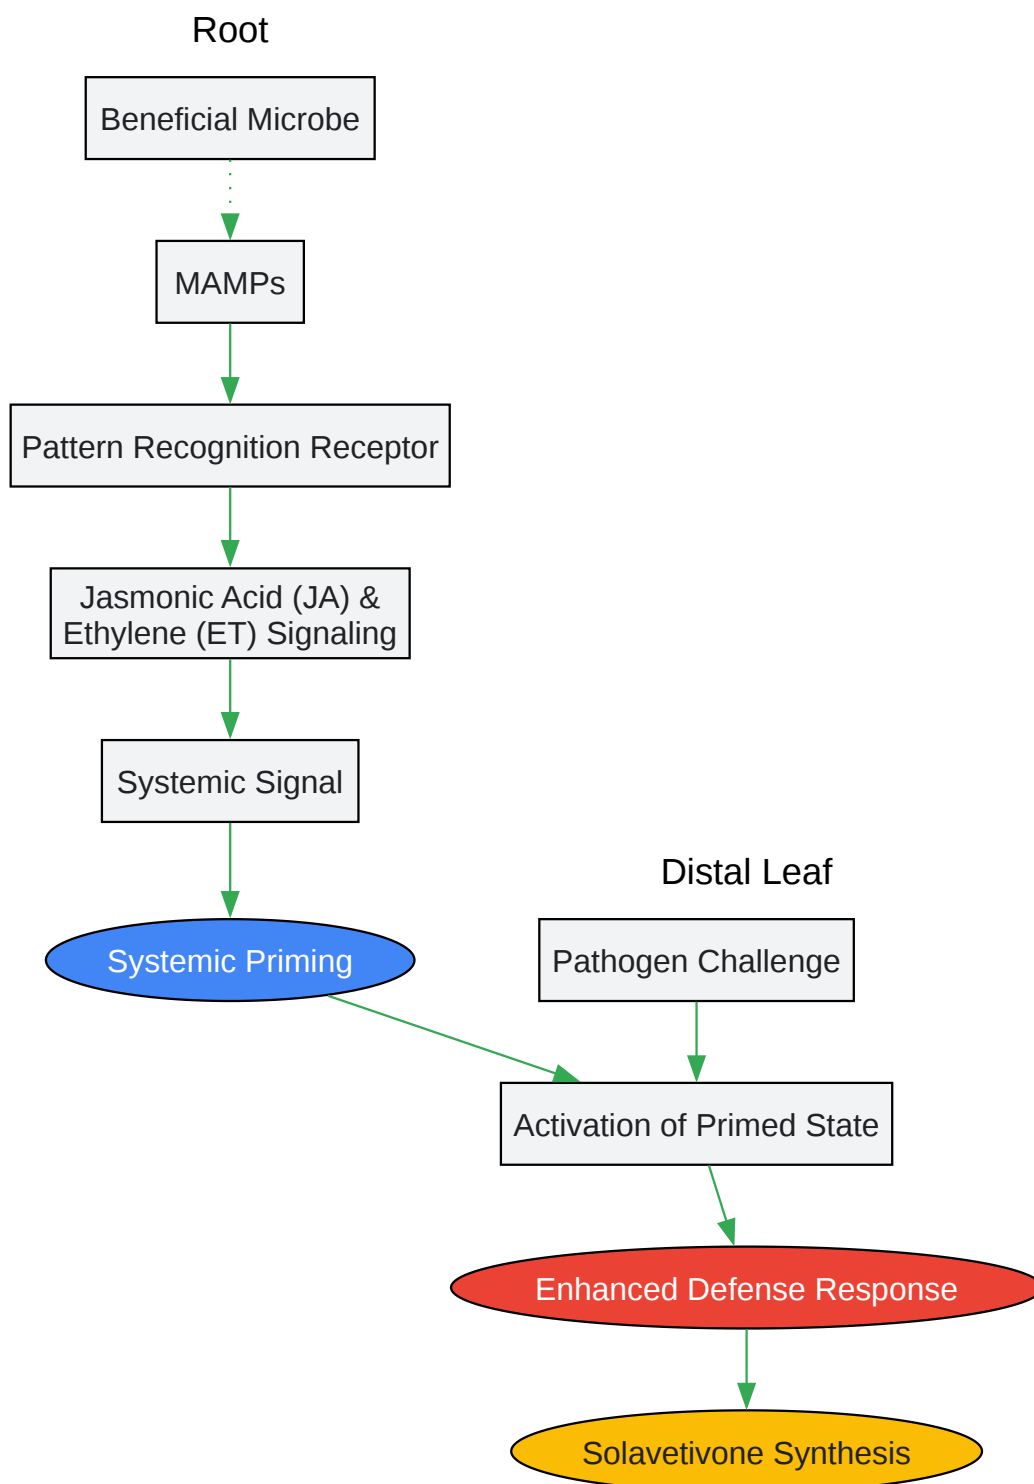 Root
Beneficial Microbe
MAMPs
Pattern Recognition Receptor
Jasmonic Acid (JA) &
Ethylene (ET) Signaling
Systemic Signal
Systemic Priming
Distal Leaf
Pathogen Challenge
Activation of Primed State
Enhanced Defense Response
Solavetivone Synthesis